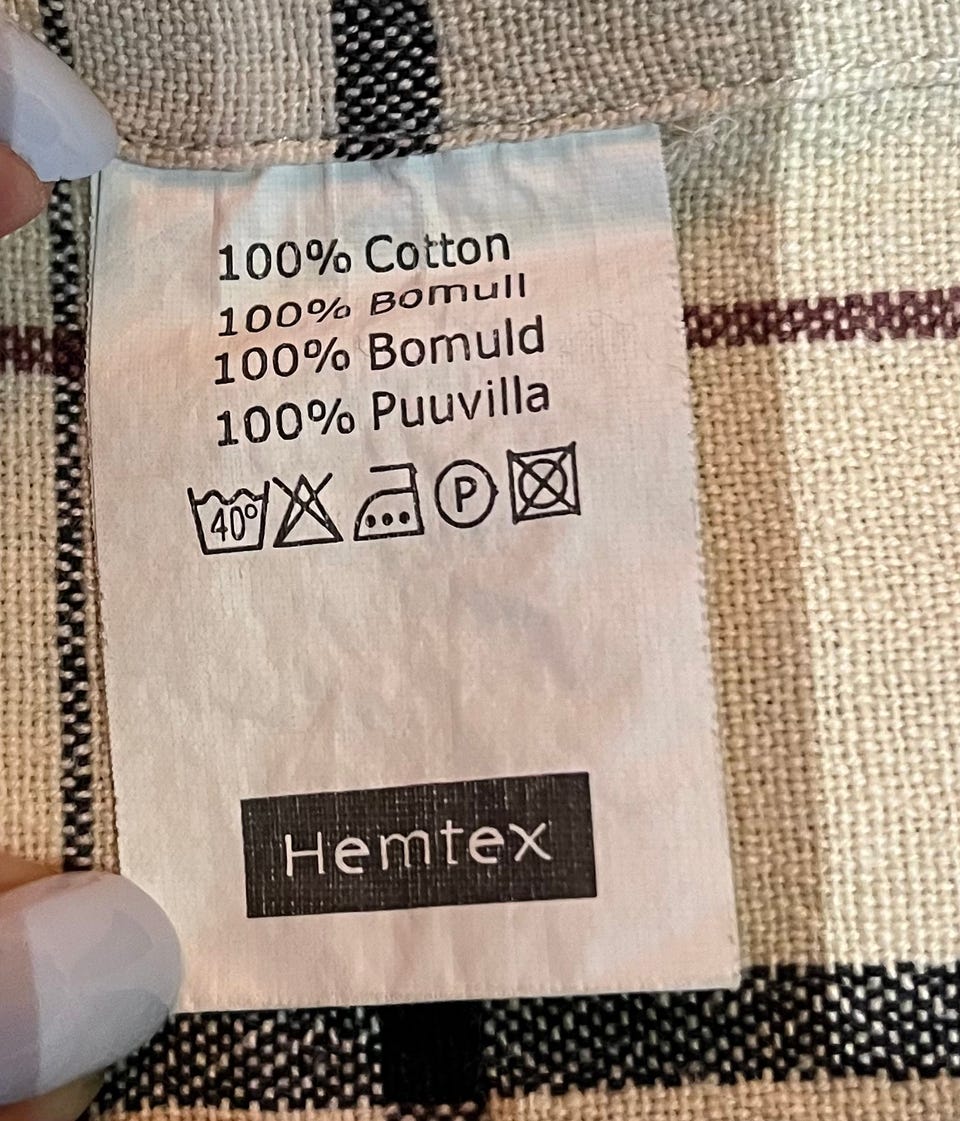 100% Cotton
100% Bomull
100% Bomuld
100% Puuvilla
40° P
Hemtex